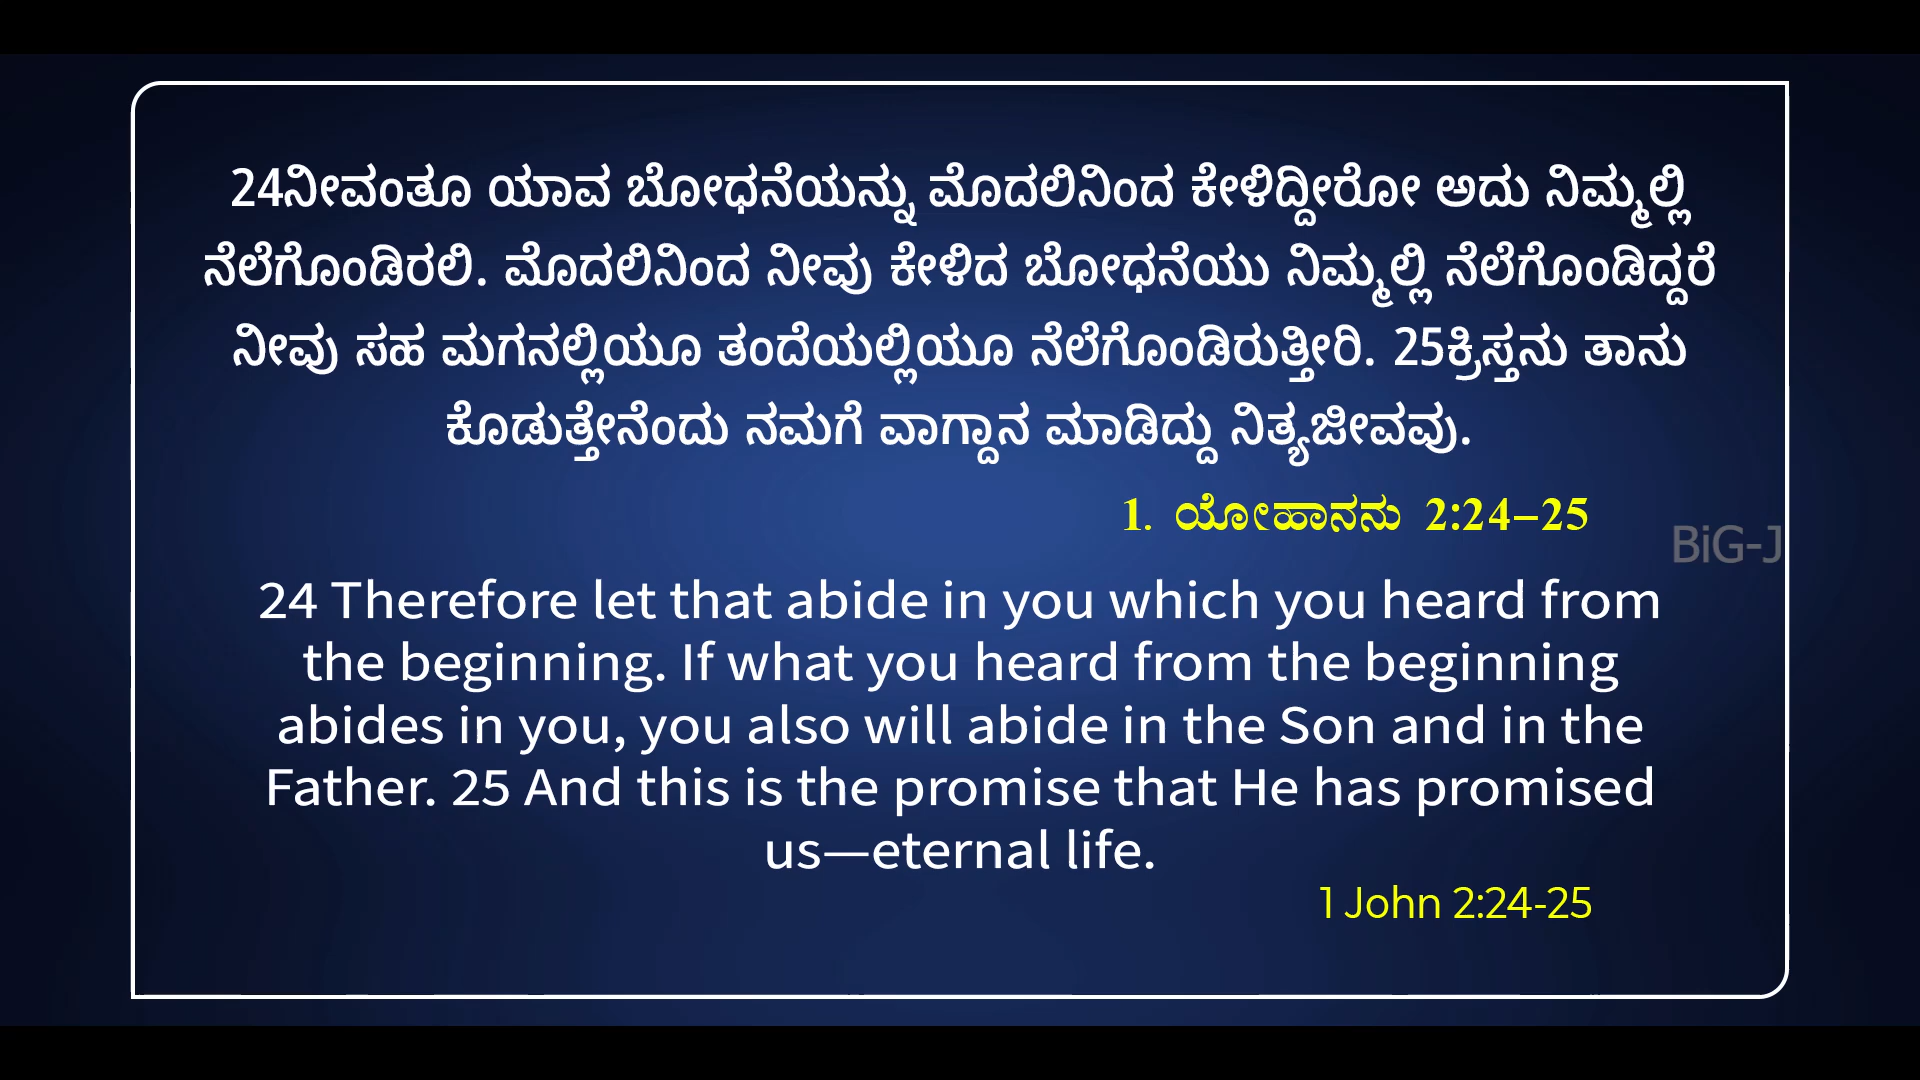 24ನೀವಂತೂ ಯಾವ ಬೋಧನೆಯನ್ನು ಮೊದಲಿನಿಂದ ಕೇಳಿದ್ದೀರೋ ಅದು ನಿಮ್ಮಲ್ಲಿ
ನೆಲೆಗೊಂಡಿರಲಿ. ಮೊದಲಿನಿಂದ ನೀವು ಕೇಳಿದ ಬೋಧನೆಯು ನಿಮ್ಮಲ್ಲಿ ನೆಲೆಗೊಂಡಿದ್ದರೆ
ನೀವು ಸಹ ಮಗನಲ್ಲಿಯೂ ತಂದೆಯಲ್ಲಿಯೂ ನೆಲೆಗೊಂಡಿರುತ್ತೀರಿ. 25ಕ್ರಿಸ್ತನು ತಾನು
ಕೊಡುತ್ತೇನೆಂದು ನಮಗೆ ವಾಗ್ದಾನ ಮಾಡಿದ್ದು ನಿತ್ಯಜೀವವು.
1. ಯೋಹಾನನು 2:24-25
BiG-J
24 Therefore let that abide in you which you heard from
the beginning. If what you heard from the beginning
abides in you, you also will abide in the Son and in the
Father. 25 And this is the promise that He has promised
us—eternal life.
1 John 2:24-25